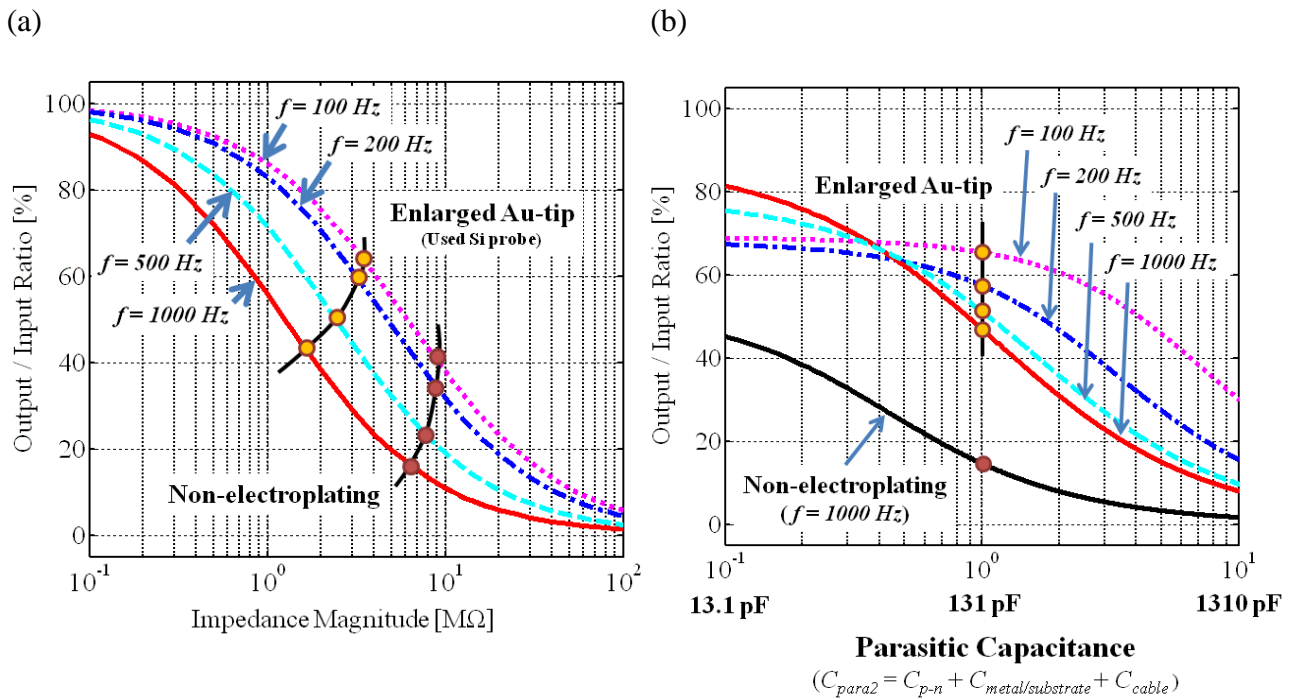 (a)
(b)
100
80
60
40
20
0
Output / Input Ratio [%]
f = 100 Hz
f = 200 Hz
Enlarged Au-tip
(Used Si probe)
f = 500 Hz
f = 1000 Hz
Non-electroplating
10-1
100
101
102
Impedance Magnitude [MΩ]
100
80
60
40
20
0
Output / Input Ratio [%]
f = 100 Hz
Enlarged Au-tip
f = 200 Hz
f = 500 Hz
f = 1000 Hz
Non-electroplating
(f = 1000 Hz)
10-1
100
101
13.1 pF
131 pF
1310 pF
Parasitic Capacitance
(Cpara2 = Cp-n + Cmetal/substrate + Ccable)